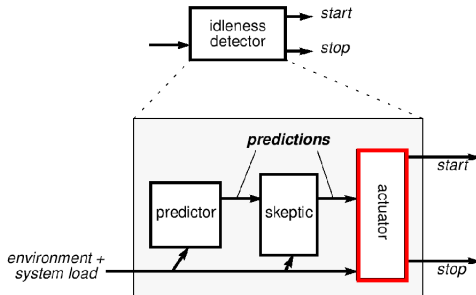 idleness
detector
start
stop
predictions
predictor
skeptic
actuator
start
stop
environment +
system load